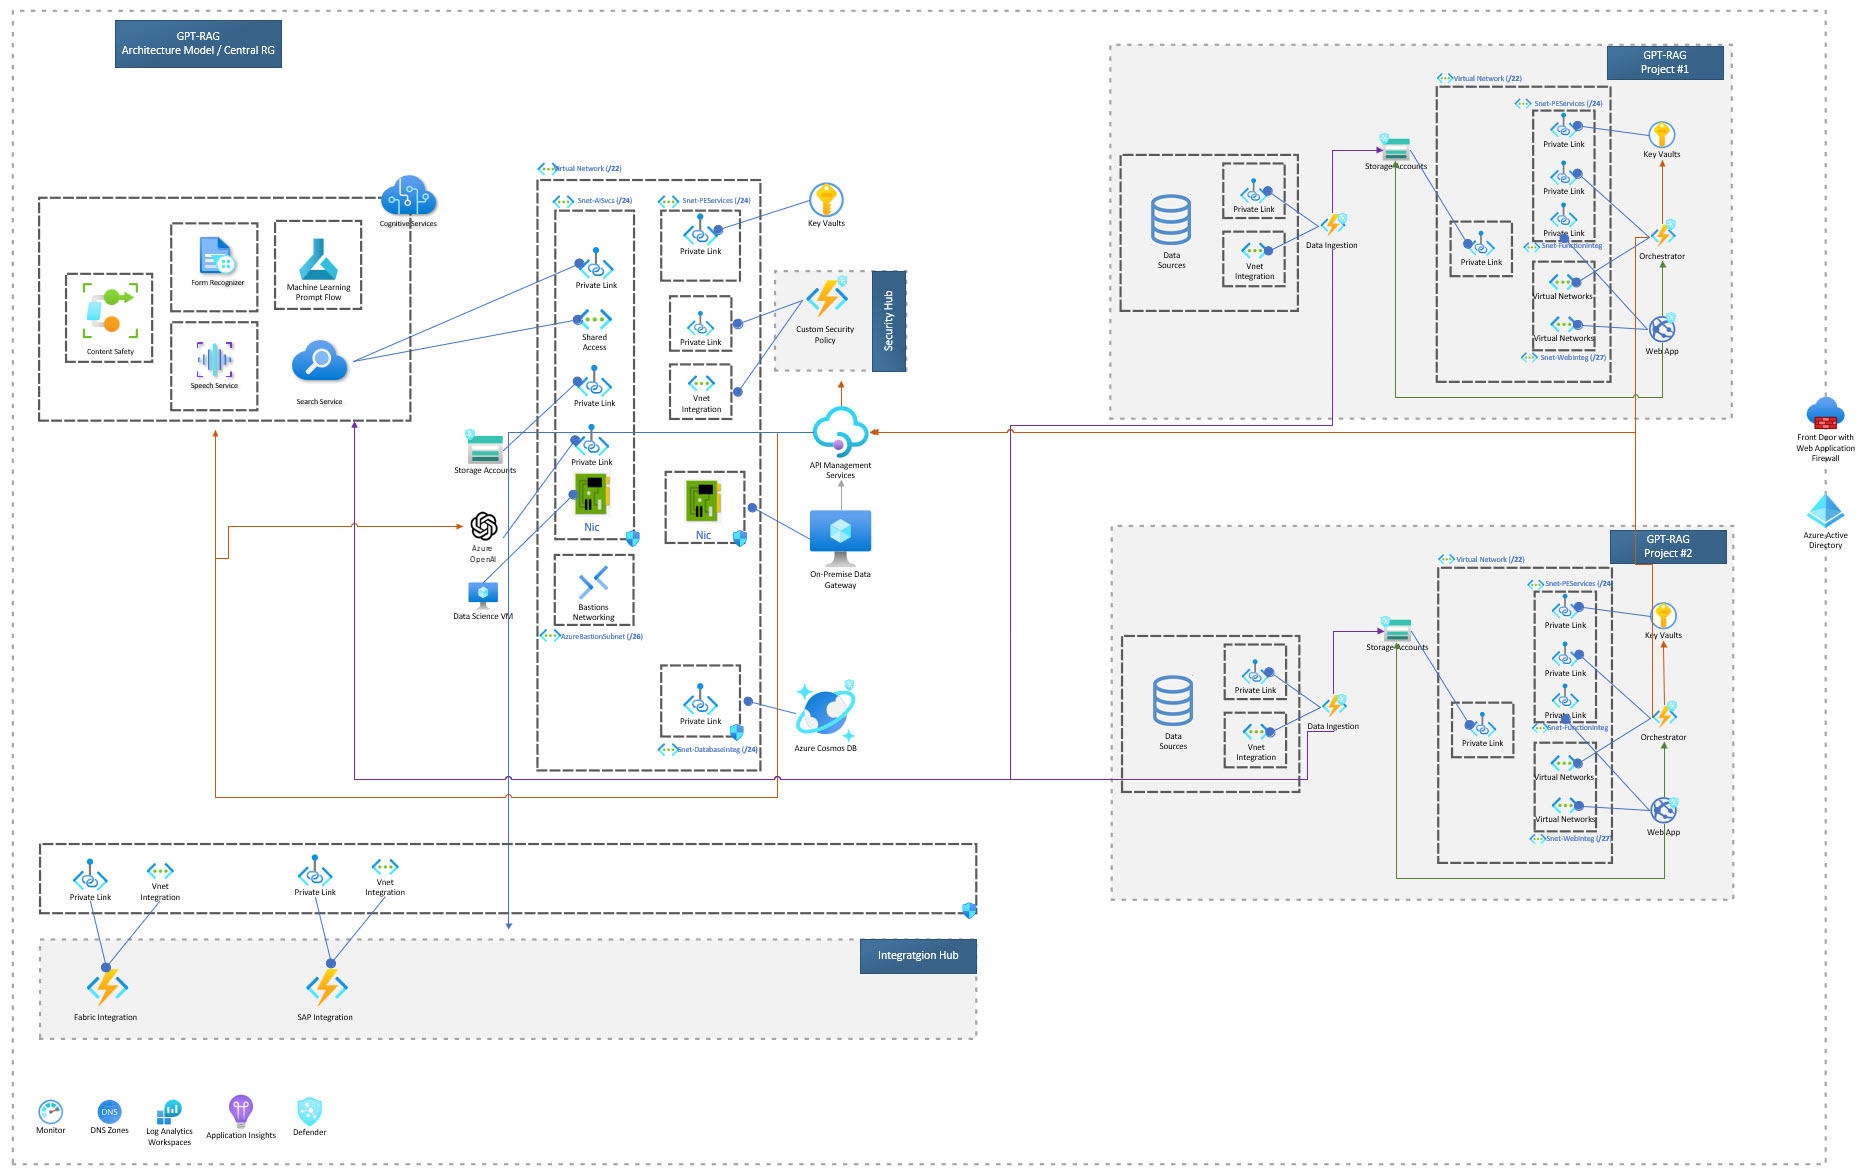 GPT-RAG
Architecture Model / Central RG
Cognitive Services
Form Recognizer
Machine Learning
Prompt Flow
Content Safety
Speech Service
Search Service
Virtual Network (/22)
Snet-AISvcs (/24)
Private Link
Shared
Access
Private Link
Private Link
Nic
Bastions
Networking
AzureBastionSubnet (/26)
Snet-PEServices (/24)
Private Link
Private Link
Vnet
Integration
Nic
Private Link
Snet-DatabaseInteg (/24)
Storage Accounts
Azure
OpenAI
Data Science VM
Key Vaults
Custom Security
Policy
Security Hub
API Management
Services
On-Premise Data
Gateway
Azure Cosmos DB
GPT-RAG
Project #1
Virtual Network (/22)
Snet-PEServices (/24)
Private Link
Private Link
Private Link
Snet-FunctionInteg
Virtual Networks
Virtual Networks
Snet-WebInteg (/27)
Private Link
Key Vaults
Orchestrator
Web App
Storage Accounts
Data
Sources
Private Link
Vnet
Integration
Data Ingestion
GPT-RAG
Project #2
Virtual Network (/22)
Snet-PEServices (/24
Private Link
Private Link
Private Link
Snet-FunctionInteg
Virtual Networks
Virtual Networks
Snet-WebInteg (/27)
Private Link
Key Vaults
Orchestrator
Web App
Storage Accounts
Data
Sources
Private Link
Vnet
Integration
Data Ingestion
Front Door with
Web Application
Firewall
Azure Active
Directory
Private Link
Vnet
Integration
Private Link
Vnet
Integration
Integratgion Hub
Fabric Integration
SAP Integration
Monitor
DNS
DNS Zones
Log Analytics
Workspaces
Application Insights
Defender